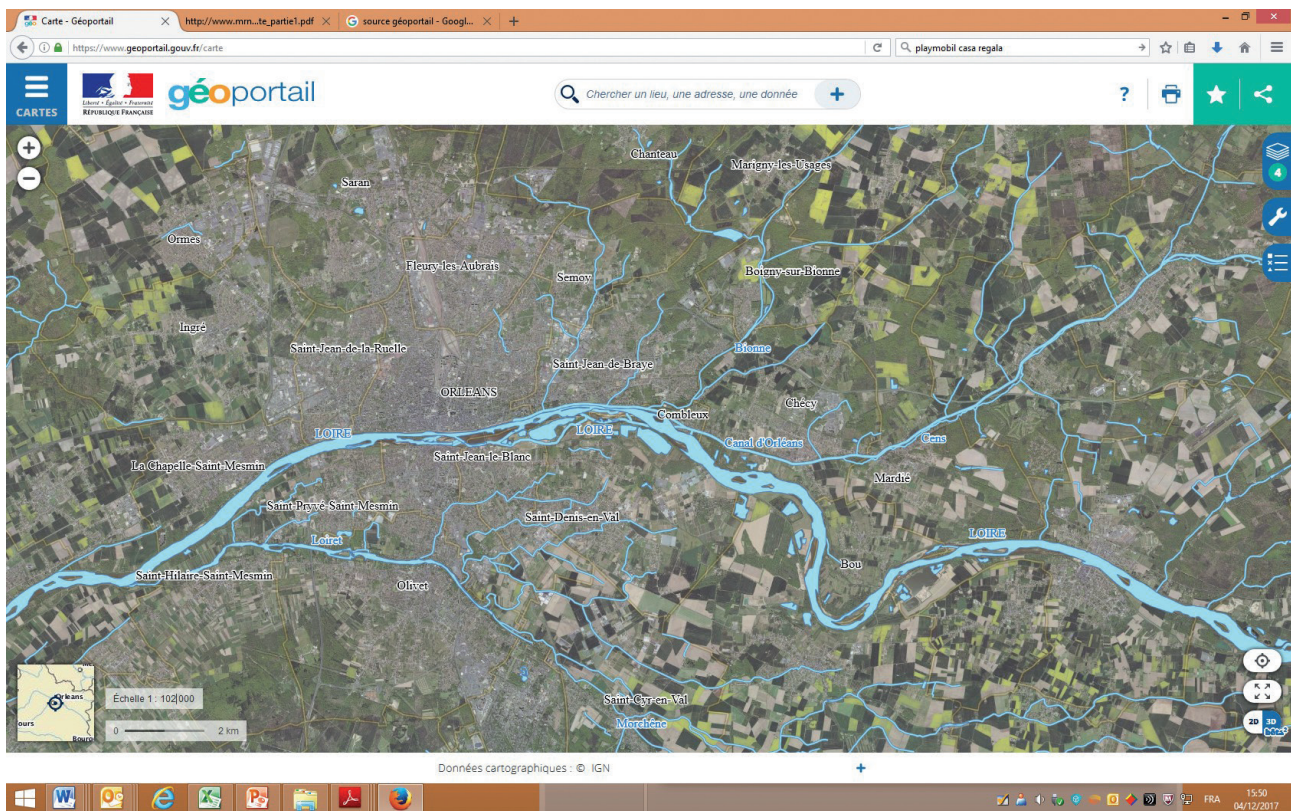 Carte - Géoportail
http://www.mrn...te_partie1.pdf
source géoportail - Googl...
https://www.geoportail.gouv.fr/carte
playmobil casa regala
CARTES
Liberté • Égalité • Fraternité
RÉPUBLIQUE FRANÇAISE
géoportail
Chercher un lieu, une adresse, une donnée
+
?
+
−
4
Chanteau
Marigny-les-Usages
Saran
Ormes
Fleury-les-Aubrais
Semoy
Boigny-sur-Bionne
Ingré
Saint-Jean-de-la-Ruelle
Bionne
Saint-Jean-de-Braye
ORLEANS
Chécy
Combleux
LOIRE
LOIRE
Canal d'Orléans
Cens
Saint-Jean-le-Blanc
La Chapelle-Saint-Mesmin
Mardié
Saint-Pryvé-Saint-Mesmin
Saint-Denis-en-Val
Loiret
LOIRE
Bou
Saint-Hilaire-Saint-Mesmin
Olivet
Saint-Cyr-en-Val
Morchêne
Orleans
ours
Bourg
Échelle 1 : 102 000
0 2 km
2D 3D
bêta
Données cartographiques : © IGN
+
FRA
15:50
04/12/2017